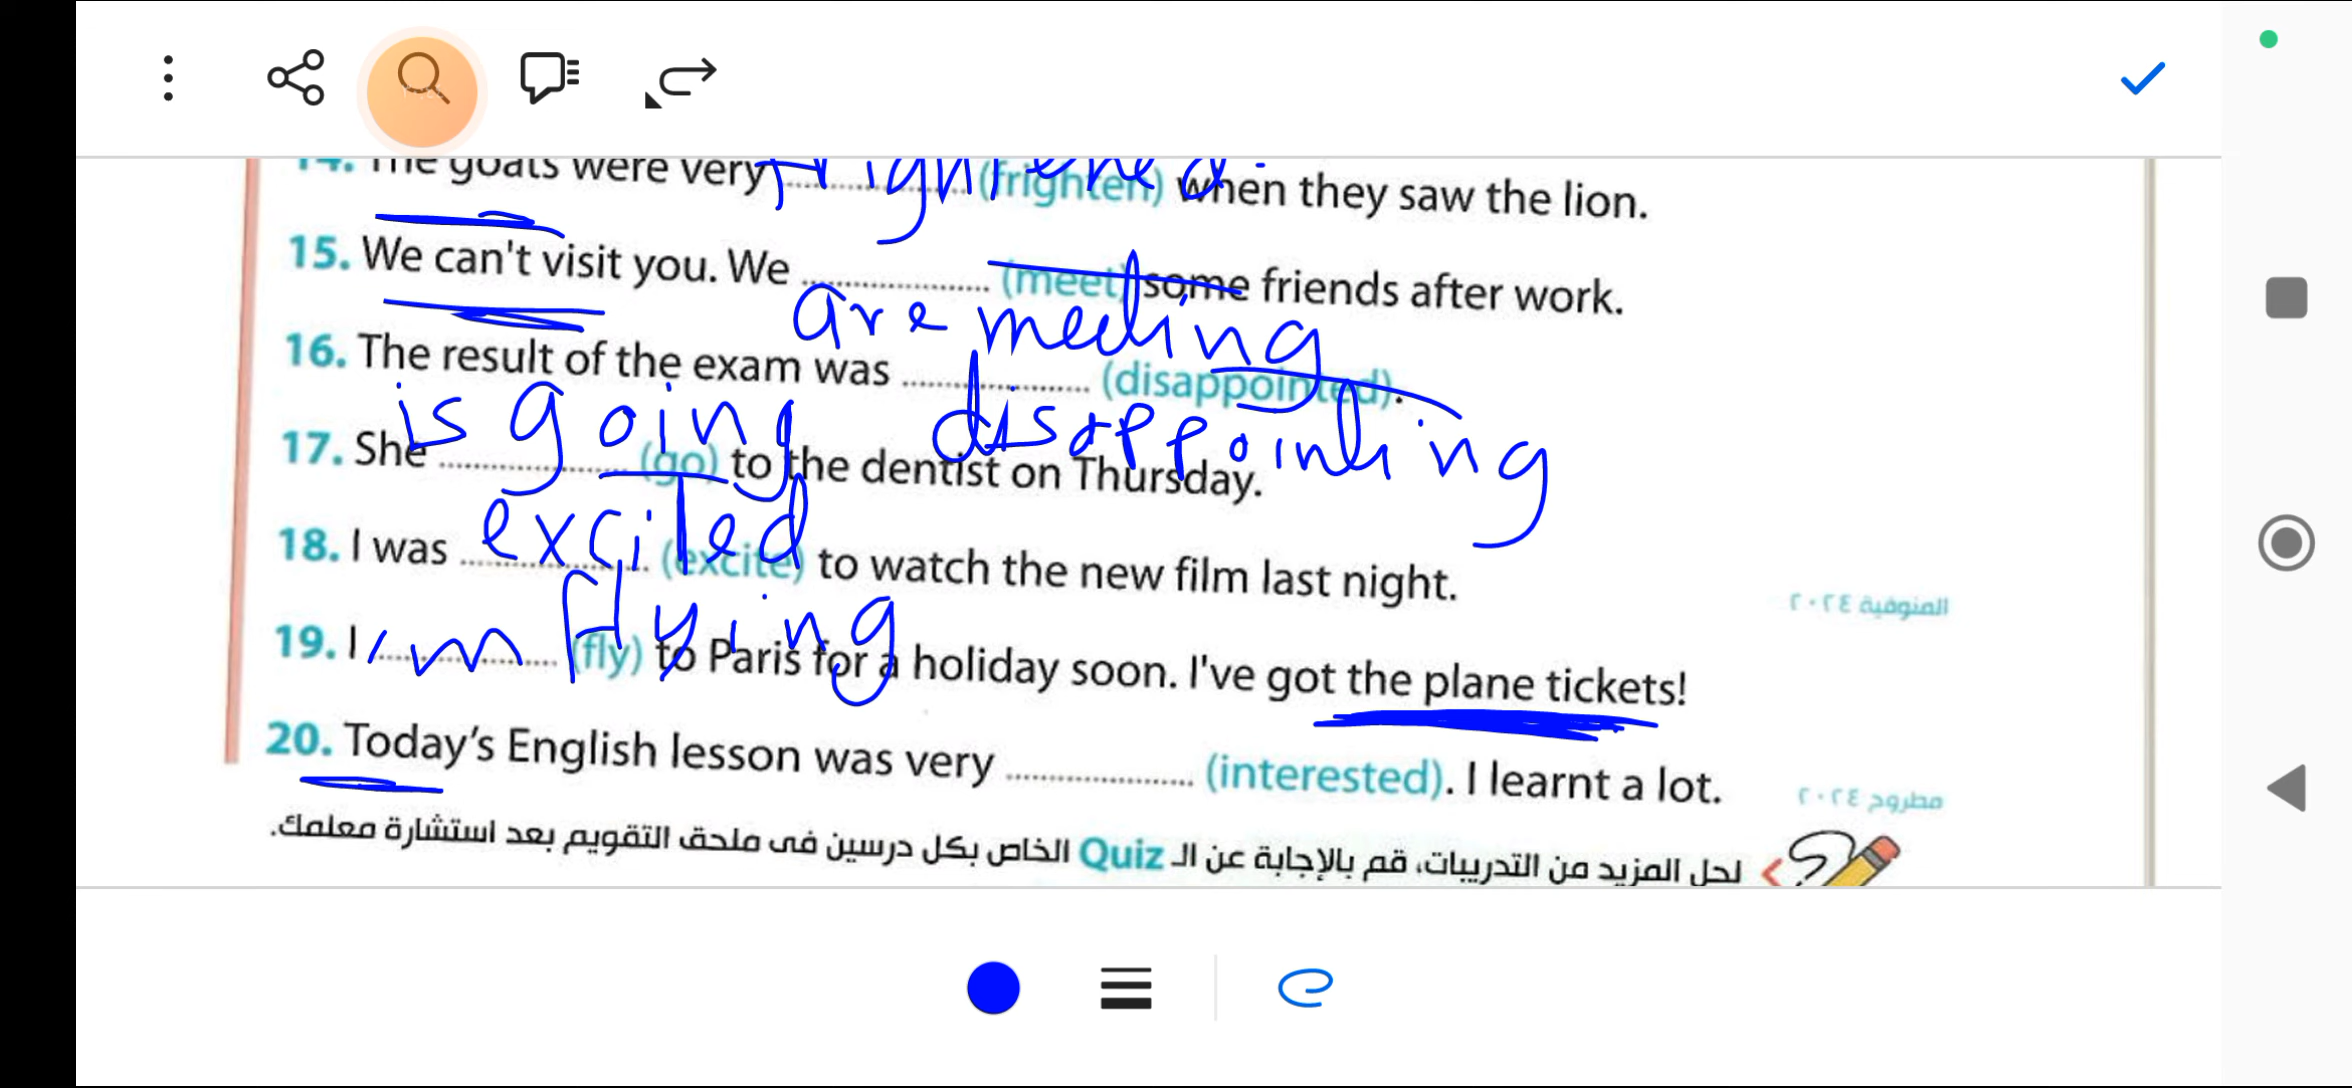 14. The goats were very frightened. (frighten) when they saw the lion.
15. We can't visit you. We .................... (meet) some friends after work.
are meeting
16. The result of the exam was .................... (disappointed).
is going disappointing
17. She .................... (go) to the dentist on Thursday.
excited
18. I was .................... (excite) to watch the new film last night.
المنوفية ٢٠٢٤
flying
19. I 'm .................... (fly) to Paris for a holiday soon. I've got the plane tickets!
20. Today's English lesson was very .................... (interested). I learnt a lot.
مطروح ٢٠٢٤
لحل المزيد من التدريبات، قم بالإجابة عن الـ Quiz الخاص بكل درسين فى ملحق التقويم بعد استشارة معلمك.